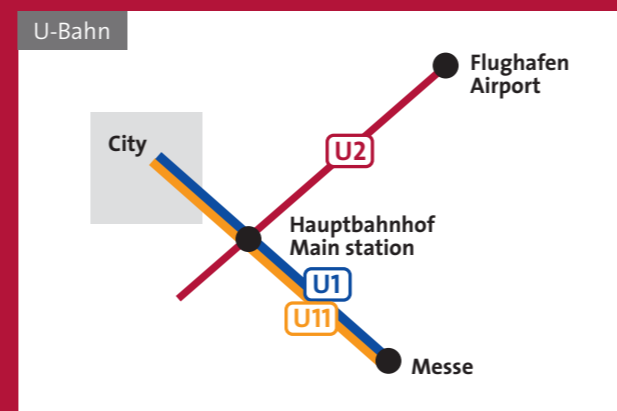 U-Bahn
Flughafen
Airport
City
U2
Hauptbahnhof
Main station
U1
U11
Messe